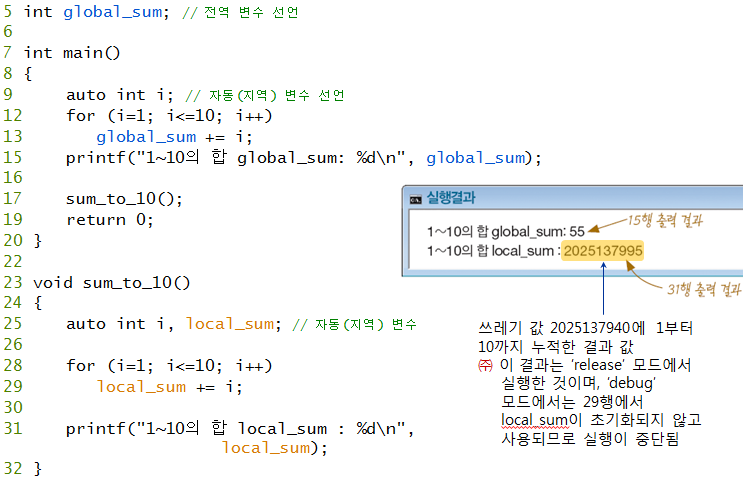 5 int global_sum; // 전역 변수 선언
6
7 int main()
8 {
9 auto int i; // 자동(지역) 변수 선언
12 for (i=1; i<=10; i++)
13 global_sum += i;
15 printf("1~10의 합 global_sum: %d\n", global_sum);
16
17 sum_to_10();
19 return 0;
20 }
22
23 void sum_to_10()
24 {
25 auto int i, local_sum; // 자동(지역) 변수
26
28 for (i=1; i<=10; i++)
29 local_sum += i;
30
31 printf("1~10의 합 local_sum : %d\n",
local_sum);
32 }
실행결과
1~10의 합 global_sum: 55
15행 출력 결과
1~10의 합 local_sum : 2025137995
31행 출력 결과
쓰레기 값 2025137940에 1부터
10까지 누적한 결과 값
㈜ 이 결과는 ‘release’ 모드에서
실행한 것이며, ‘debug’
모드에서는 29행에서
local_sum이 초기화되지 않고
사용되므로 실행이 중단됨